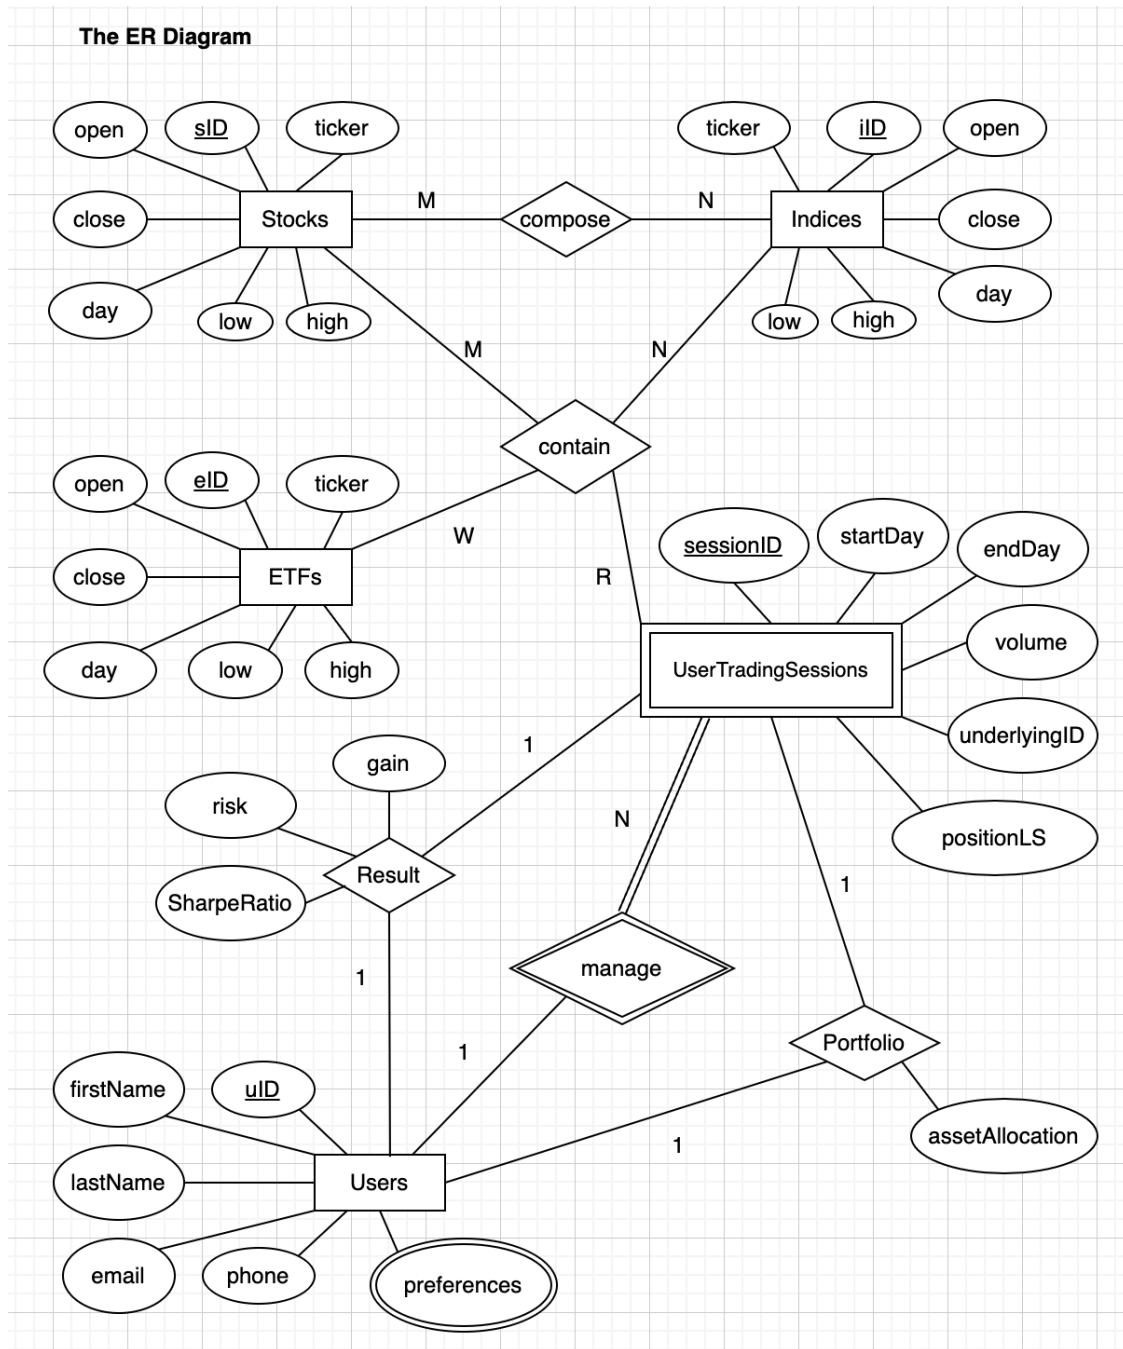 The ER Diagram
open
sID
ticker
ticker
iID
open
close
Stocks
M
compose
N
Indices
close
day
low
high
low
high
day
M
N
contain
open
eID
ticker
W
close
ETFs
R
sessionID
startDay
endDay
day
low
high
UserTradingSessions
volume
underlyingID
positionLS
1
gain
risk
N
Result
SharpeRatio
1
1
manage
1
Portfolio
firstName
uID
assetAllocation
1
lastName
Users
email
phone
preferences